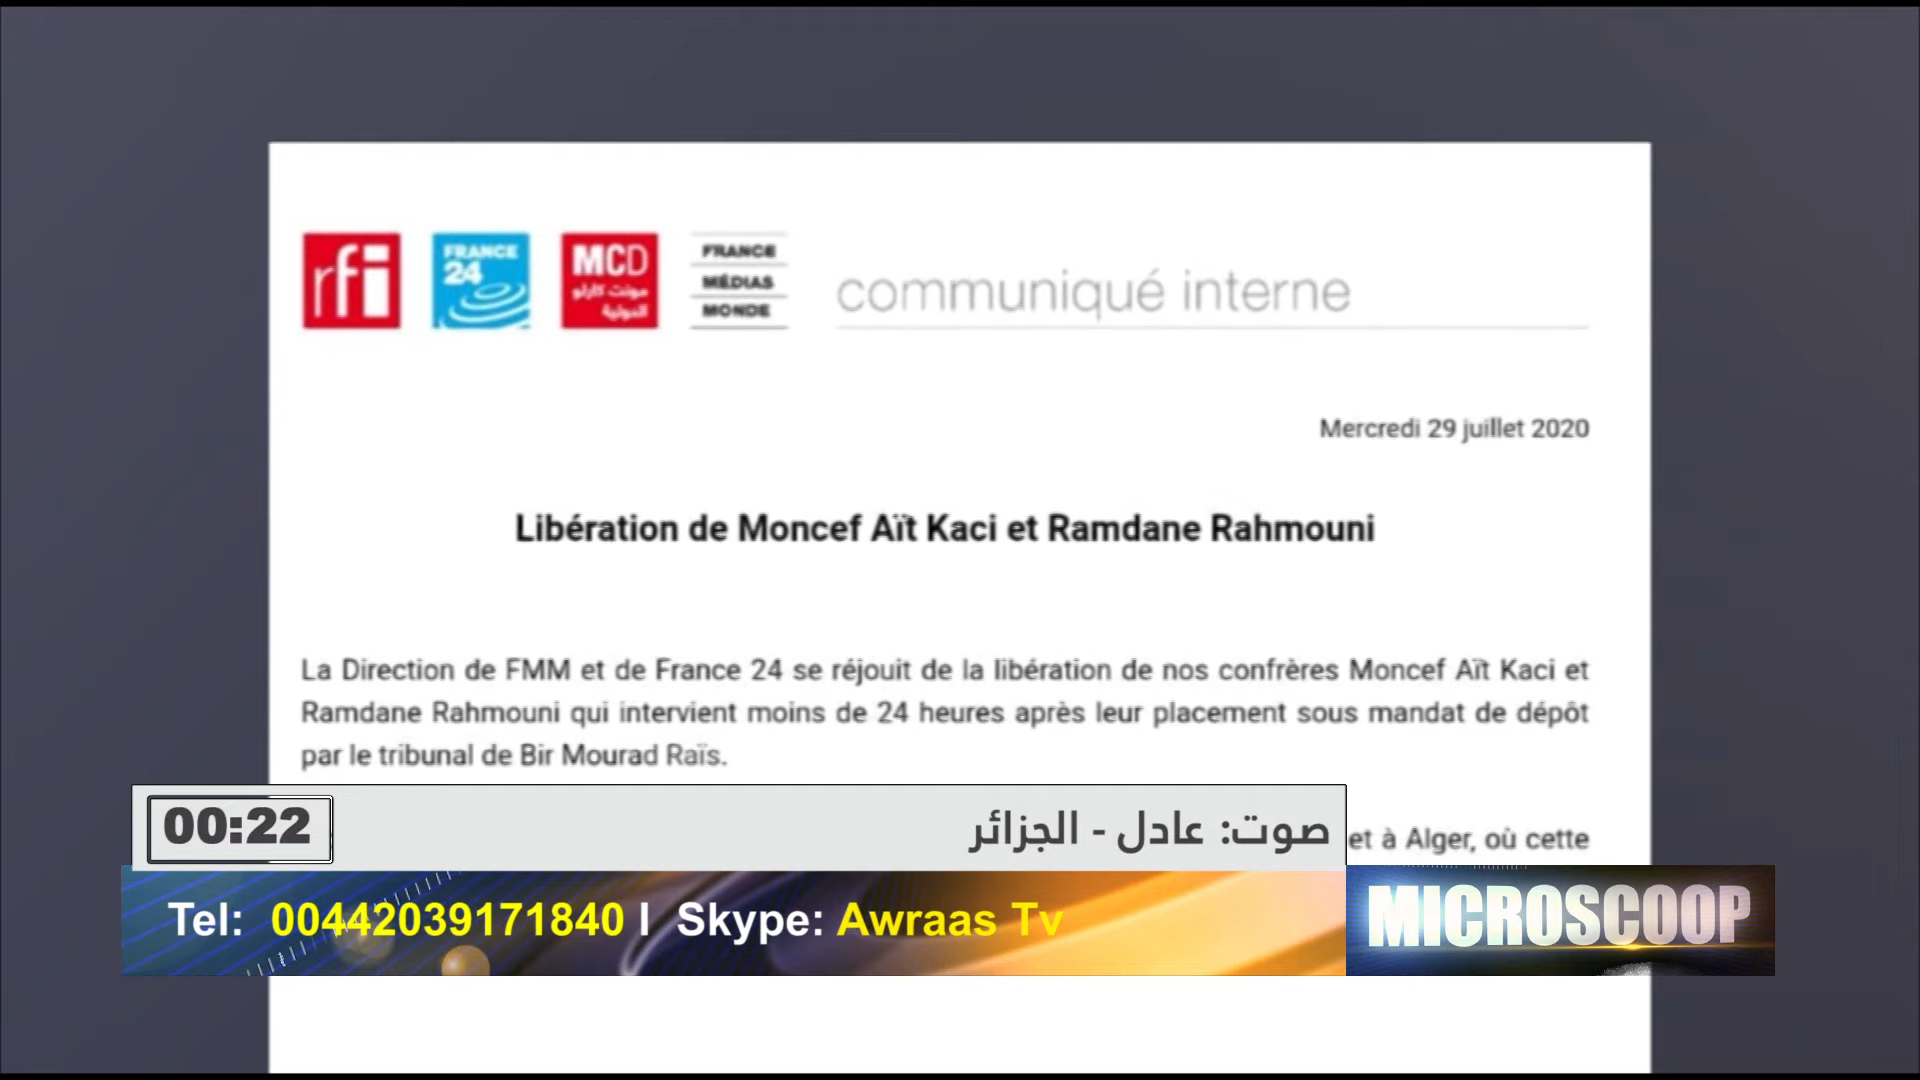 rfi
FRANCE
24
MCD
مونت كارلو
الدولية
FRANCE
MÉDIAS
MONDE
communiqué interne
Mercredi 29 juillet 2020
Libération de Moncef Aït Kaci et Ramdane Rahmouni
La Direction de FMM et de France 24 se réjouit de la libération de nos confrères Moncef Aït Kaci et
Ramdane Rahmouni qui intervient moins de 24 heures après leur placement sous mandat de dépôt
par le tribunal de Bir Mourad Raïs.
et à Alger, où cette
00:22
صوت: عادل - الجزائر
Tel: 00442039171840 I Skype: Awraas Tv
MICROSCOOP